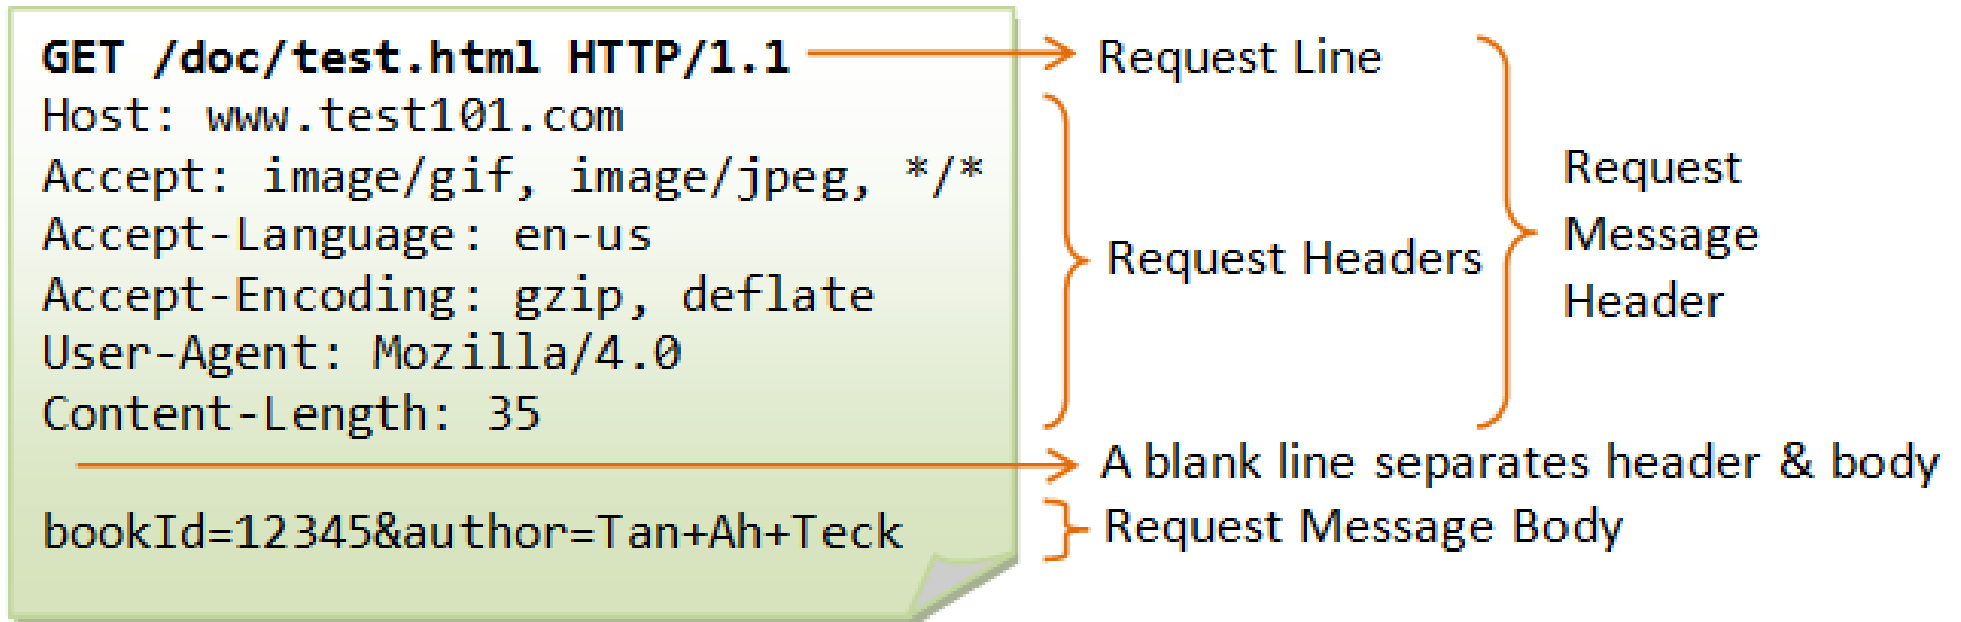 GET /doc/test.html HTTP/1.1
Host: www.test101.com
Accept: image/gif, image/jpeg, */*
Accept-Language: en-us
Accept-Encoding: gzip, deflate
User-Agent: Mozilla/4.0
Content-Length: 35
bookId=12345&author=Tan+Ah+Teck
Request Line
Request Headers
A blank line separates header & body
Request Message Body
Request
Message
Header